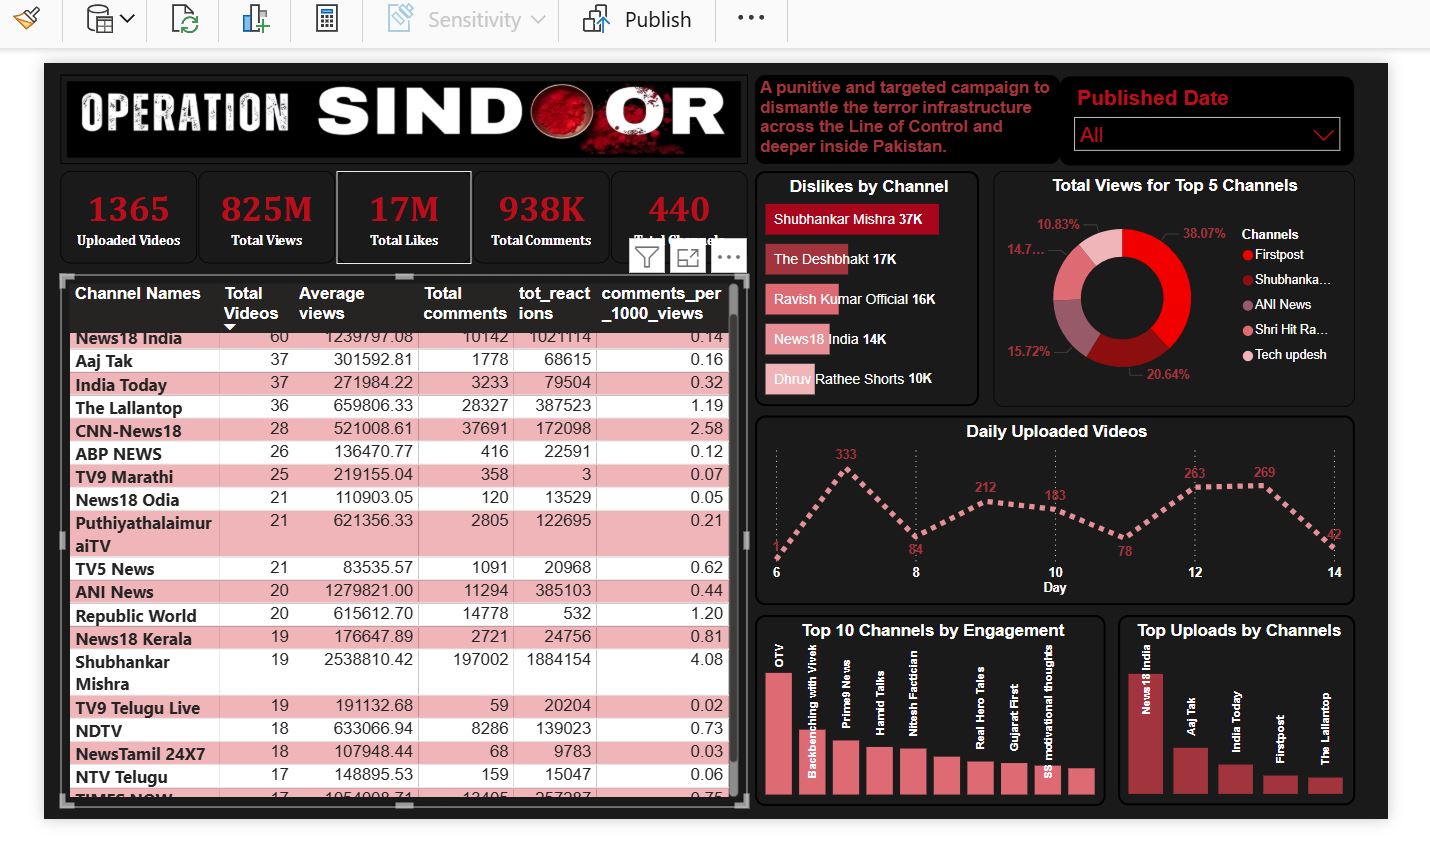 Sensitivity
Publish
OPERATION SINDOOR
A punitive and targeted campaign to
dismantle the terror infrastructure
across the Line of Control and
deeper inside Pakistan.
Published Date
All
1365
Uploaded Videos
825M
Total Views
17M
Total Likes
938K
Total Comments
440
Channel Names Total Videos Average views Total comments tot_reactions comments_per_1000_views
News18 India 60 1239797.08 10142 1021114 0.14
Aaj Tak 37 301592.81 1778 68615 0.16
India Today 37 271984.22 3233 79504 0.32
The Lallantop 36 659806.33 28327 387523 1.19
CNN-News18 28 521008.61 37691 172098 2.58
ABP NEWS 26 136470.77 416 22591 0.12
TV9 Marathi 25 219155.04 358 3 0.07
News18 Odia 21 110903.05 120 13529 0.05
PuthiyathalaimuraiTV 21 621356.33 2805 122695 0.21
TV5 News 21 83535.57 1091 20968 0.62
ANI News 20 1279821.00 11294 385103 0.44
Republic World 20 615612.70 14778 532 1.20
News18 Kerala 19 176647.89 2721 24756 0.81
Shubhankar Mishra 19 2538810.42 197002 1884154 4.08
TV9 Telugu Live 19 191132.68 59 20204 0.02
NDTV 18 633066.94 8286 139023 0.73
NewsTamil 24X7 18 107948.44 68 9783 0.03
NTV Telugu 17 148895.53 159 15047 0.06
Dislikes by Channel
Shubhankar Mishra 37K
The Deshbhakt 17K
Ravish Kumar Official 16K
News18 India 14K
Dhruv Rathee Shorts 10K
Total Views for Top 5 Channels
10.83%
38.07%
14.7...
15.72%
20.64%
Channels
Firstpost
Shubhanka...
ANI News
Shri Hit Ra...
Tech updesh
Daily Uploaded Videos
1 333 84 212 183 78 263 269 42
6 8 10 12 14
Day
Top 10 Channels by Engagement
OTV
Backbenching with Vivek
Prime9 News
Hamid Talks
Nitesh Factician
Real Hero Tales
Gujarat First
SS motivational thoughts
Top Uploads by Channels
News18 India
Aaj Tak
India Today
Firstpost
The Lallantop